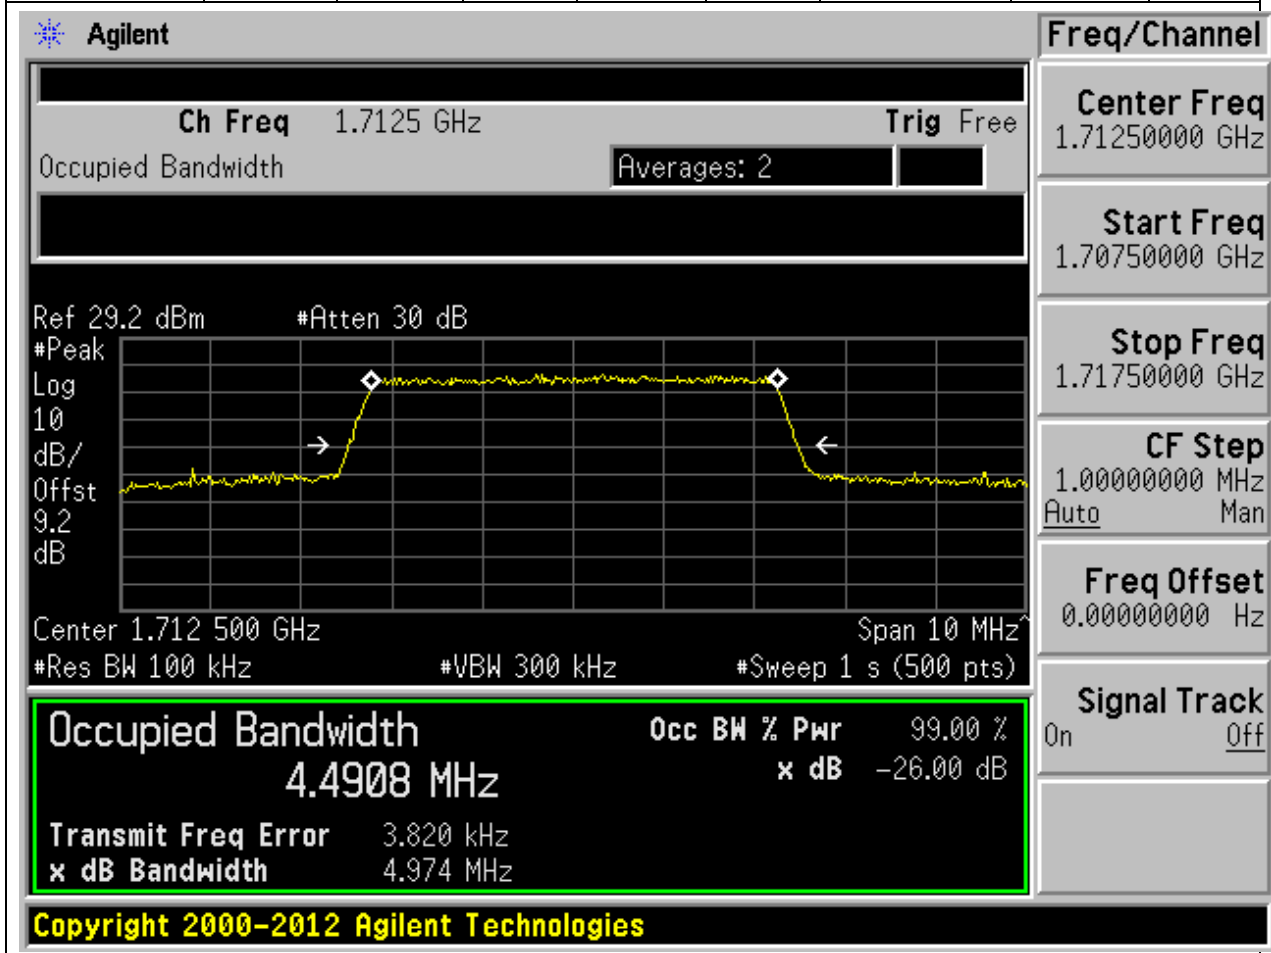 Agilent
Freq/Channel
Ch Freq 1.7125 GHz Trig Free
Occupied Bandwidth Averages: 2
Center Freq
1.71250000 GHz
Start Freq
1.70750000 GHz
Stop Freq
1.71750000 GHz
CF Step
1.00000000 MHz
Auto Man
Freq Offset
0.00000000 Hz
Signal Track
On Off
Ref 29.2 dBm #Atten 30 dB
#Peak
Log
10
dB/
Offst
9.2
dB
Center 1.712 500 GHz Span 10 MHz^
#Res BW 100 kHz #VBW 300 kHz #Sweep 1 s (500 pts)
Occupied Bandwidth Occ BW % Pwr 99.00 %
4.4908 MHz x dB -26.00 dB
Transmit Freq Error 3.820 kHz
x dB Bandwidth 4.974 MHz
Copyright 2000-2012 Agilent Technologies